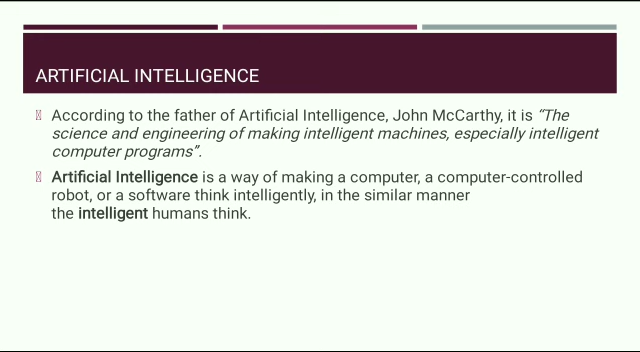 ARTIFICIAL INTELLIGENCE
According to the father of Artificial Intelligence, John McCarthy, it is “The
science and engineering of making intelligent machines, especially intelligent
computer programs”.
Artificial Intelligence is a way of making a computer, a computer-controlled
robot, or a software think intelligently, in the similar manner
the intelligent humans think.